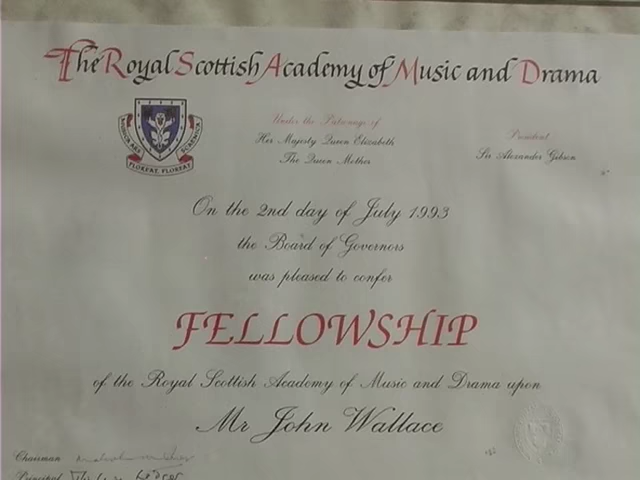 The Royal Scottish Academy of Music and Drama
Under the Patronage of
Her Majesty Queen Elizabeth
The Queen Mother
President
Sir Alexander Gibson
FLOREAT, FLOREAT
On the 2nd day of July 1993
the Board of Governors
was pleased to confer
FELLOWSHIP
of the Royal Scottish Academy of Music and Drama upon
Mr John Wallace
Chairman
Principal